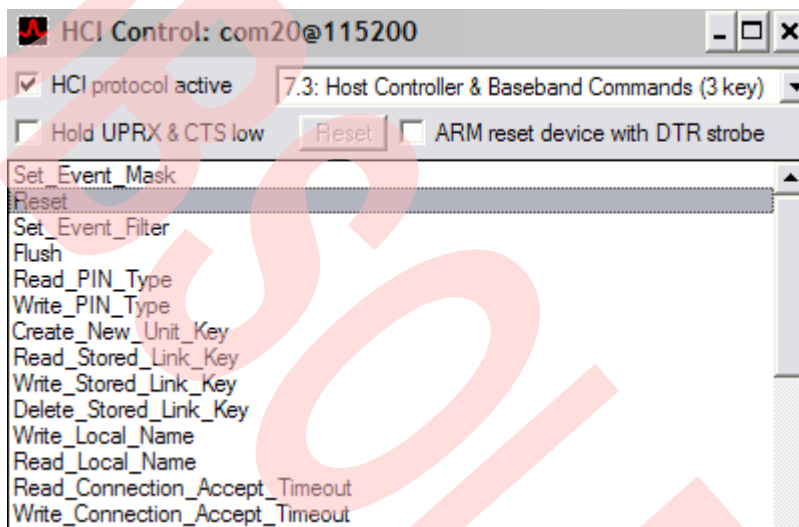 HCI Control: com20@115200
HCI protocol active 7.3: Host Controller & Baseband Commands (3 key)
Hold UPRX & CTS low Reset ARM reset device with DTR strobe
Set_Event_Mask
Reset
Set_Event_Filter
Flush
Read_PIN_Type
Write_PIN_Type
Create_New_Unit_Key
Read_Stored_Link_Key
Write_Stored_Link_Key
Delete_Stored_Link_Key
Write_Local_Name
Read_Local_Name
Read_Connection_Accept_Timeout
Write_Connection_Accept_Timeout